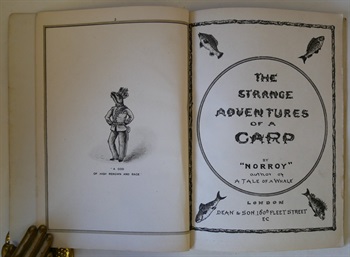 THE
STRANGE
ADVENTURES
OF A
CARP
BY
"NORROY"
AUTHOR OF
A TALE OF A WHALE
LONDON
DEAN & SON, 160ᴬ FLEET STREET
EC